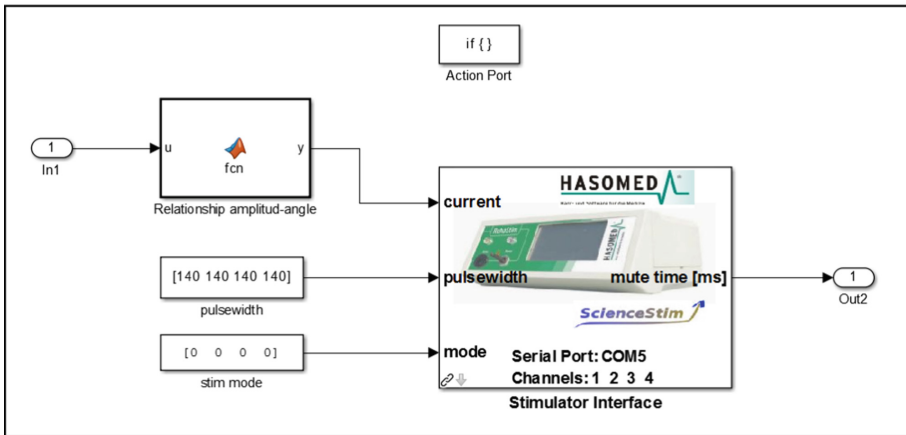 if { }
Action Port
1
In1
u
fcn
y
Relationship amplitud-angle
[140 140 140 140]
pulsewidth
[0 0 0 0]
stim mode
HASOMED
current
RehaStim
HASOMED
pulsewidth
mute time [ms]
ScienceStim
mode
Serial Port: COM5
Channels: 1 2 3 4
Stimulator Interface
1
Out2